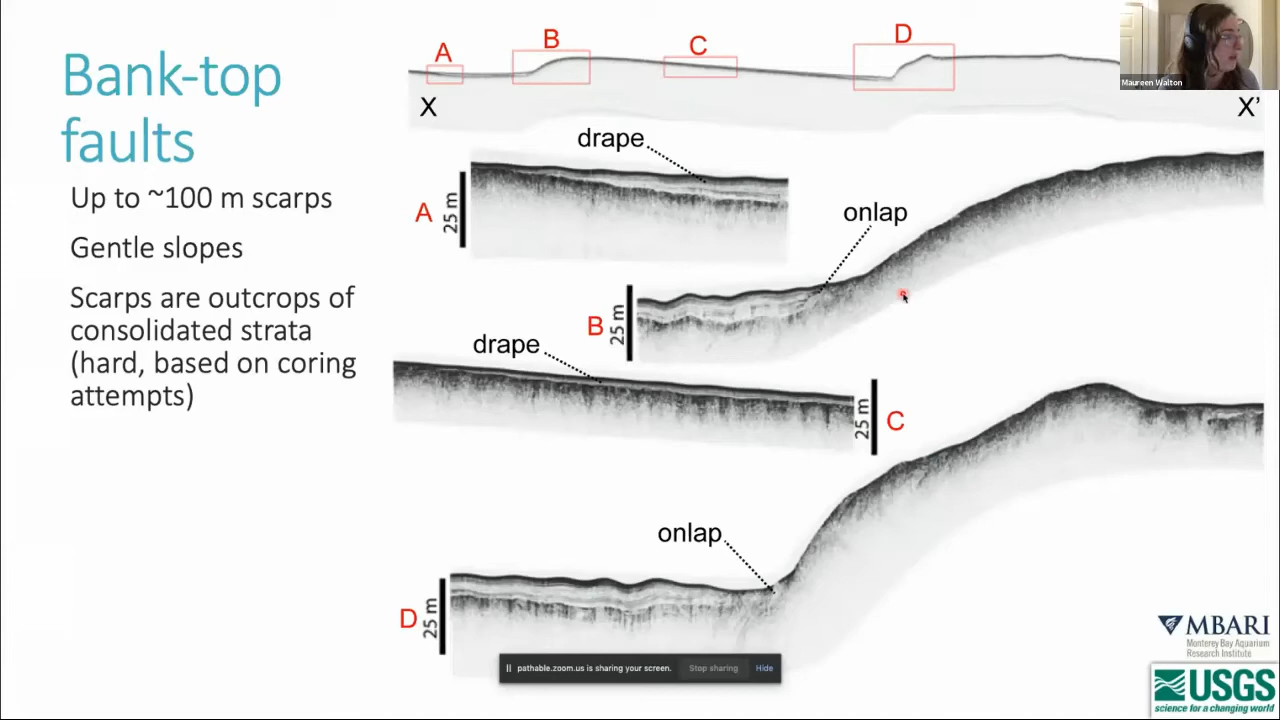 Bank-top
faults
Up to ~100 m scarps
Gentle slopes
Scarps are outcrops of
consolidated strata
(hard, based on coring
attempts)
A
B
C
D
X
X’
drape
A
25 m
onlap
B
25 m
drape
25 m
C
onlap
D
25 m
Maureen Walton
pathable.zoom.us is sharing your screen.
Stop sharing
Hide
MBARI
Monterey Bay Aquarium
Research Institute
USGS
science for a changing world